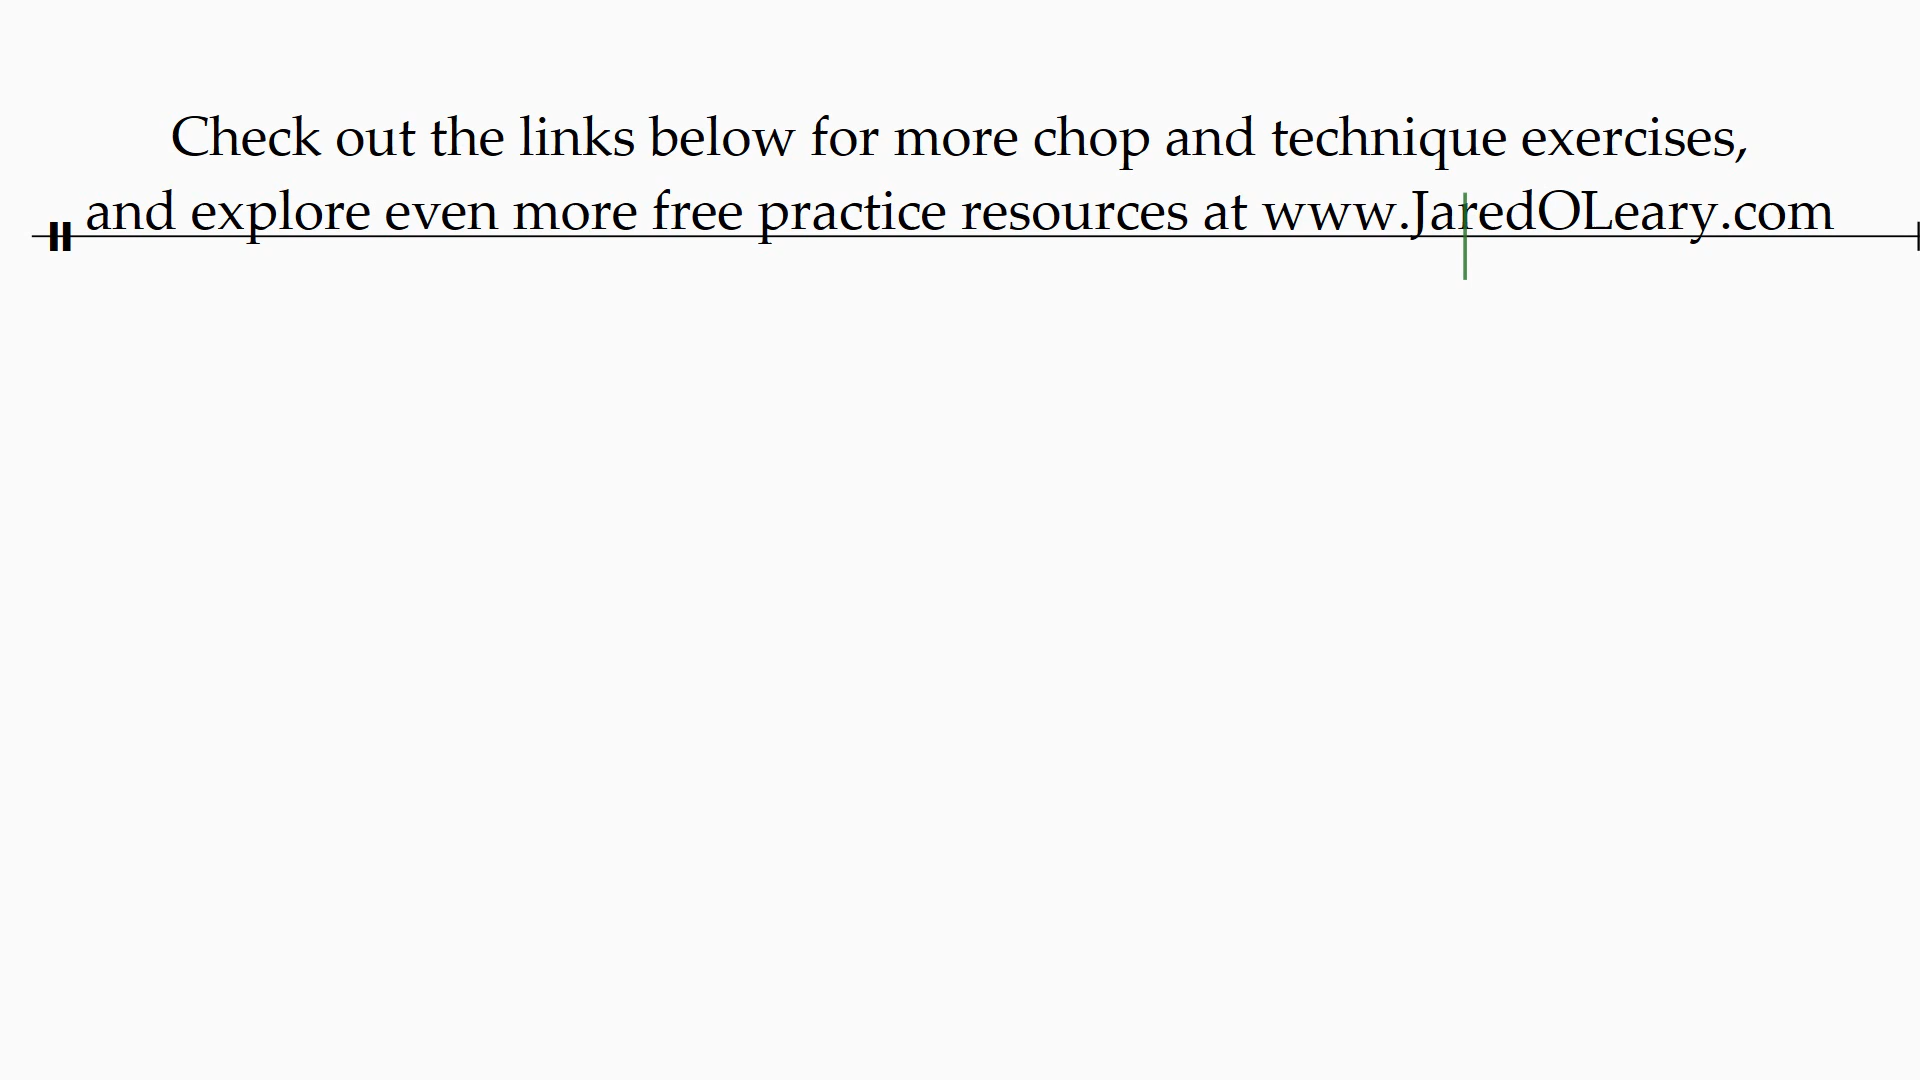 Check out the links below for more chop and technique exercises,
and explore even more free practice resources at www.JaredOLeary.com